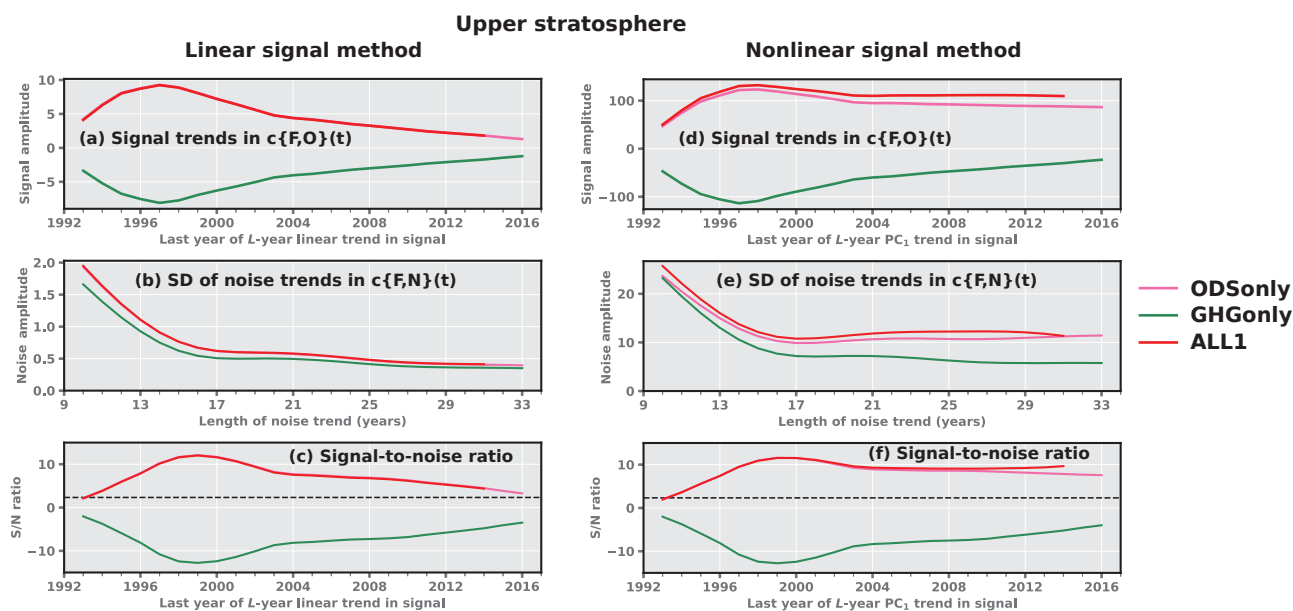 Upper stratosphere
Linear signal method
Signal amplitude
10
5
0
−5
(a) Signal trends in c{F,O}(t)
1992 1996 2000 2004 2008 2012 2016
Last year of L-year linear trend in signal
Noise amplitude
2.0
1.5
1.0
0.5
0.0
(b) SD of noise trends in c{F,N}(t)
9 13 17 21 25 29 33
Length of noise trend (years)
S/N ratio
10
0
−10
(c) Signal-to-noise ratio
1992 1996 2000 2004 2008 2012 2016
Last year of L-year linear trend in signal
Nonlinear signal method
Signal amplitude
100
0
−100
(d) Signal trends in c{F,O}(t)
1992 1996 2000 2004 2008 2012 2016
Last year of L-year PC₁ trend in signal
Noise amplitude
20
10
0
(e) SD of noise trends in c{F,N}(t)
9 13 17 21 25 29 33
Length of noise trend (years)
S/N ratio
10
0
−10
(f) Signal-to-noise ratio
1992 1996 2000 2004 2008 2012 2016
Last year of L-year PC₁ trend in signal
ODSonly
GHGonly
ALL1